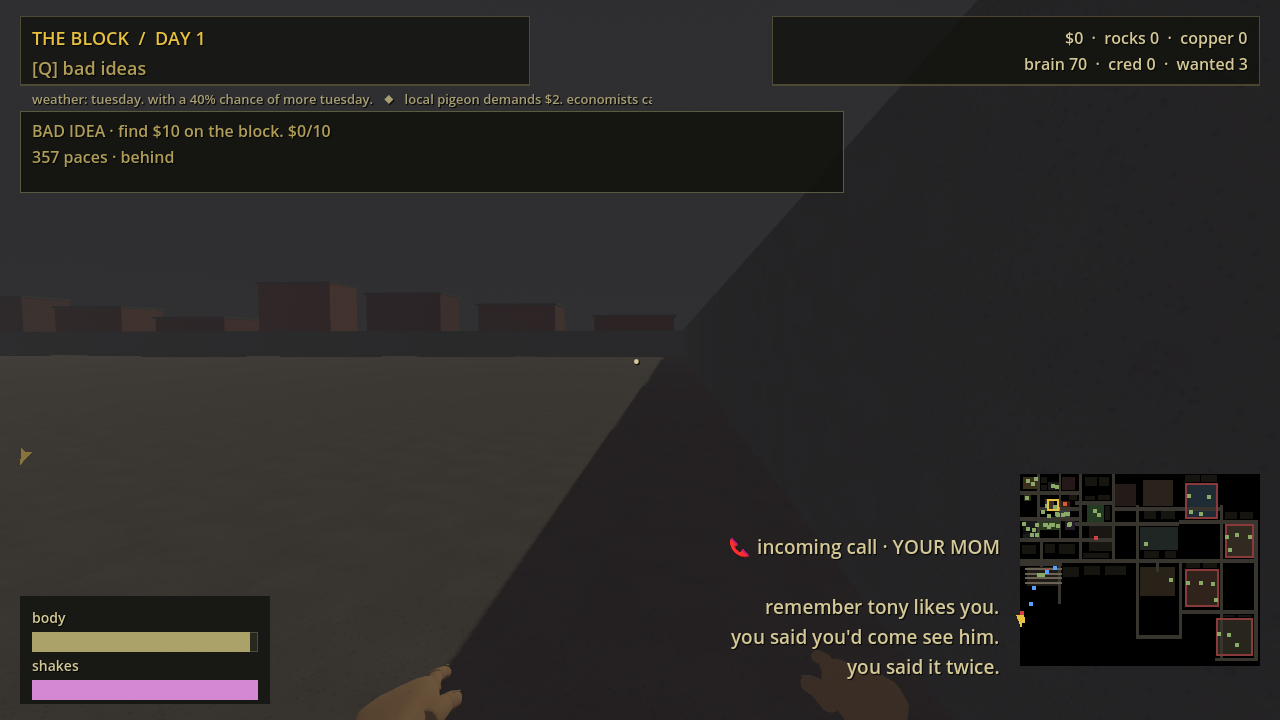 THE BLOCK / DAY 1
[Q] bad ideas
$0 · rocks 0 · copper 0
brain 70 · cred 0 · wanted 3
weather: tuesday. with a 40% chance of more tuesday. ◆ local pigeon demands $2. economists
BAD IDEA · find $10 on the block. $0/10
357 paces · behind
incoming call · YOUR MOM
remember tony likes you.
you said you'd come see him.
you said it twice.
body
shakes